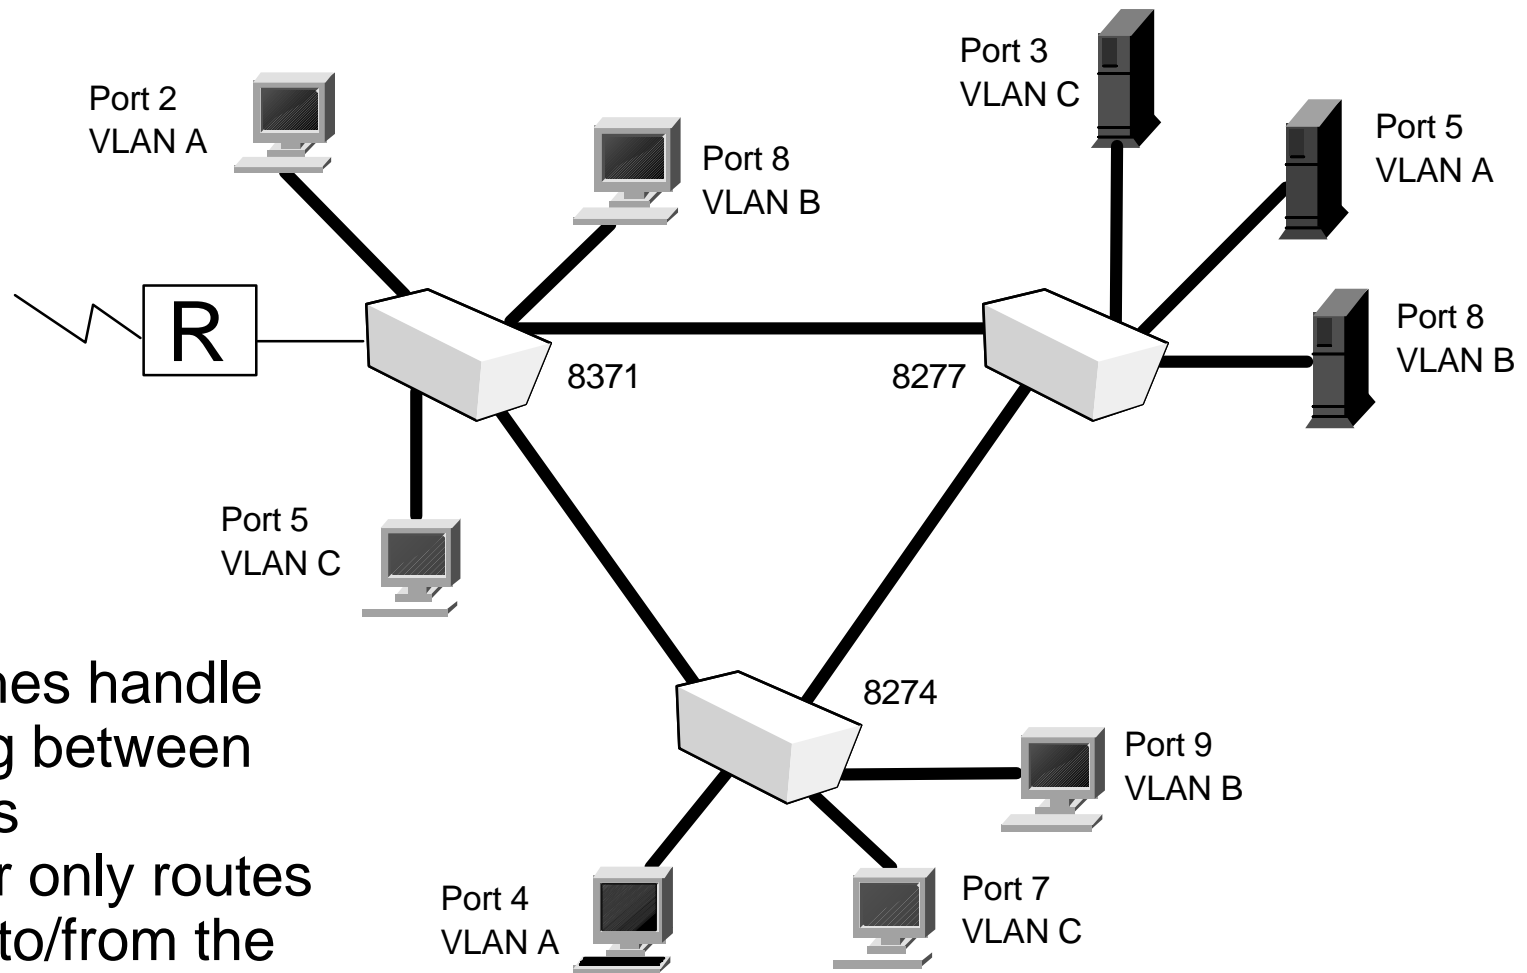 Port 2
VLAN A
Port 8
VLAN B
Port 3
VLAN C
Port 5
VLAN A
R
8371
8277
Port 8
VLAN B
Port 5
VLAN C
8274
Port 9
VLAN B
Port 4
VLAN A
Port 7
VLAN C
handle
between
only routes
to/from the